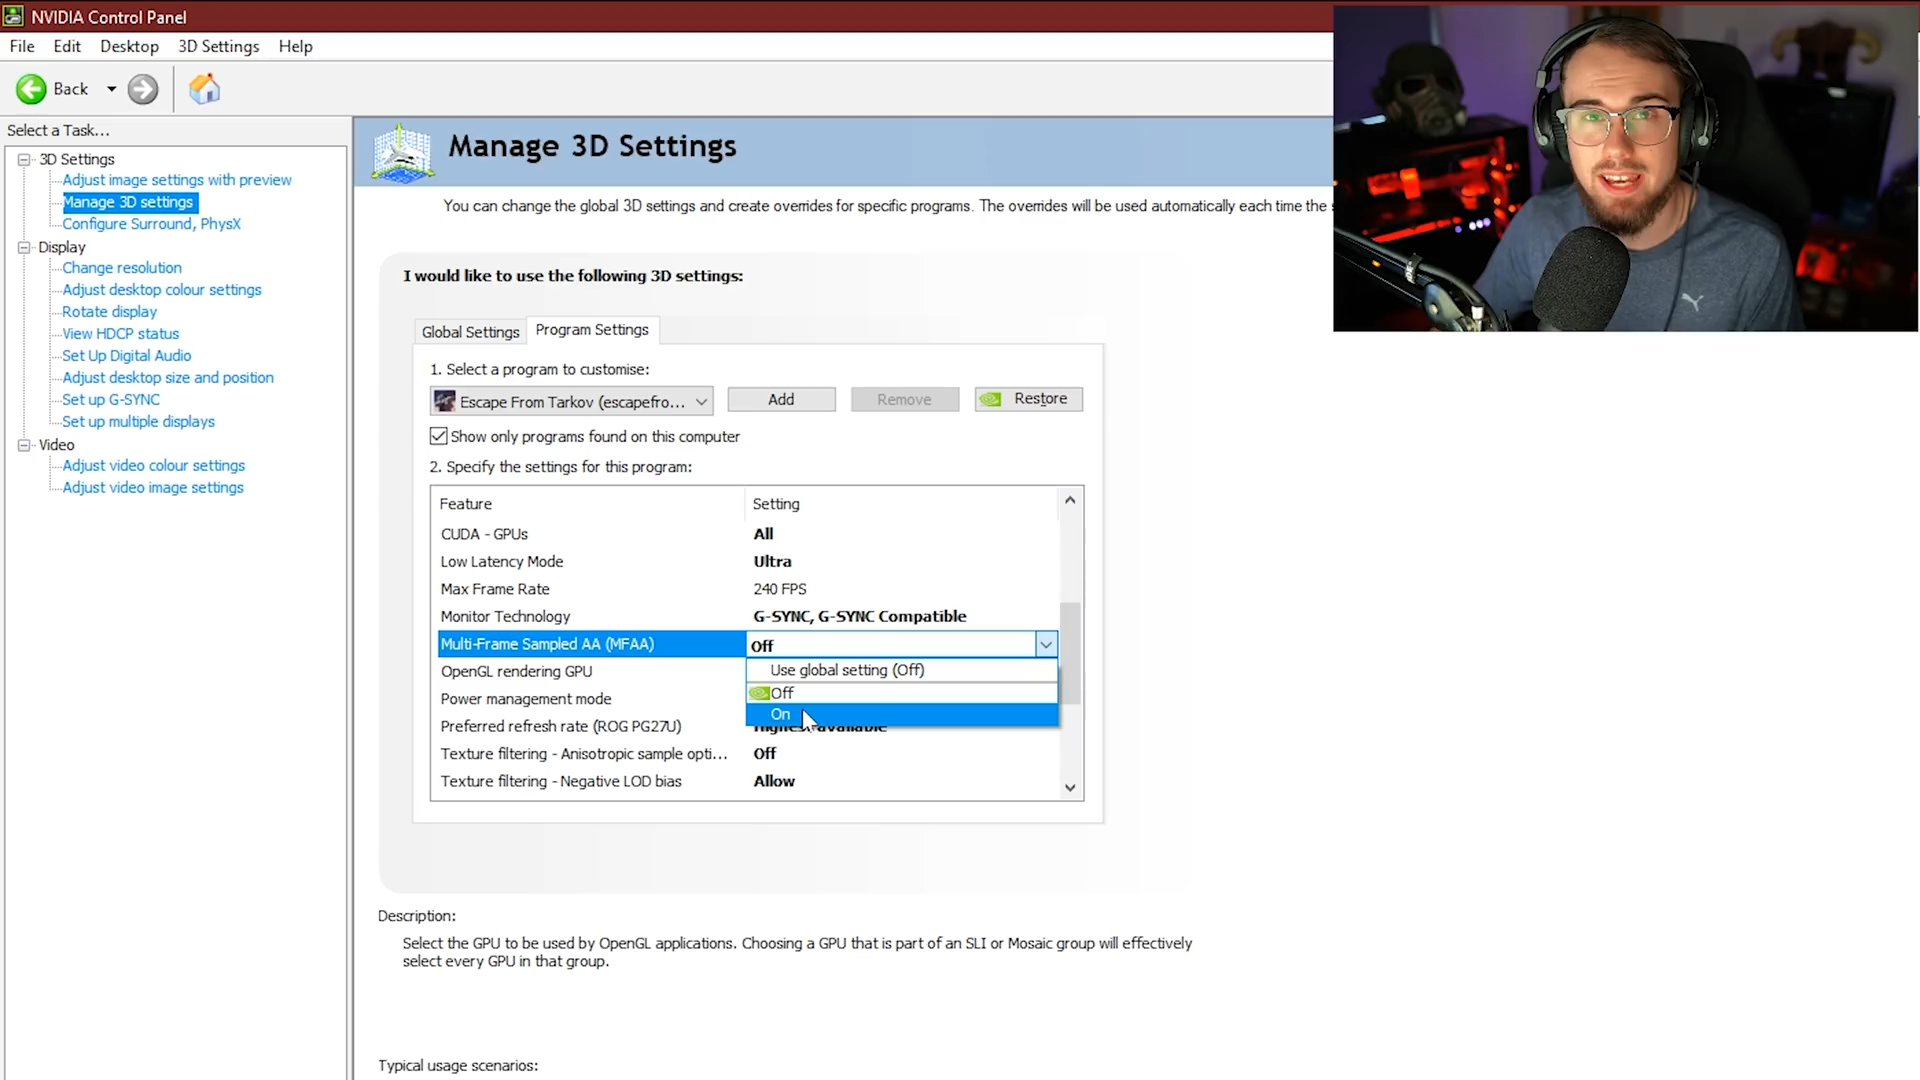 NVIDIA Control Panel
File Edit Desktop 3D Settings Help
Back
Select a Task...
3D Settings
Adjust image settings with preview
Manage 3D settings
Configure Surround, PhysX
Display
Change resolution
Adjust desktop colour settings
Rotate display
View HDCP status
Set Up Digital Audio
Adjust desktop size and position
Set up G-SYNC
Set up multiple displays
Video
Adjust video colour settings
Adjust video image settings
Manage 3D Settings
You can change the global 3D settings and create overrides for specific programs. The overrides will be used automatically each time the
I would like to use the following 3D settings:
Global Settings Program Settings
1. Select a program to customise:
Escape From Tarkov (escapefro... Add Remove Restore
Show only programs found on this computer
2. Specify the settings for this program:
Feature Setting
CUDA - GPUs All
Low Latency Mode Ultra
Max Frame Rate 240 FPS
Monitor Technology G-SYNC, G-SYNC Compatible
Multi-Frame Sampled AA (MFAA) Off
OpenGL rendering GPU Use global setting (Off)
Power management mode Off
On
Preferred refresh rate (ROG PG27U) Highest available
Texture filtering - Anisotropic sample opti... Off
Texture filtering - Negative LOD bias Allow
Description:
Select the GPU to be used by OpenGL applications. Choosing a GPU that is part of an SLI or Mosaic group will effectively
select every GPU in that group.
Typical usage scenarios: